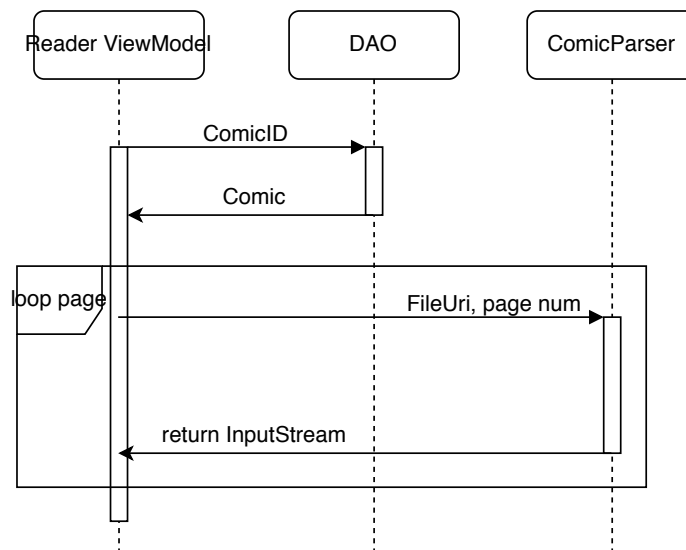 Reader ViewModel
DAO
ComicParser
ComicID
Comic
loop page
FileUri, page num
return InputStream